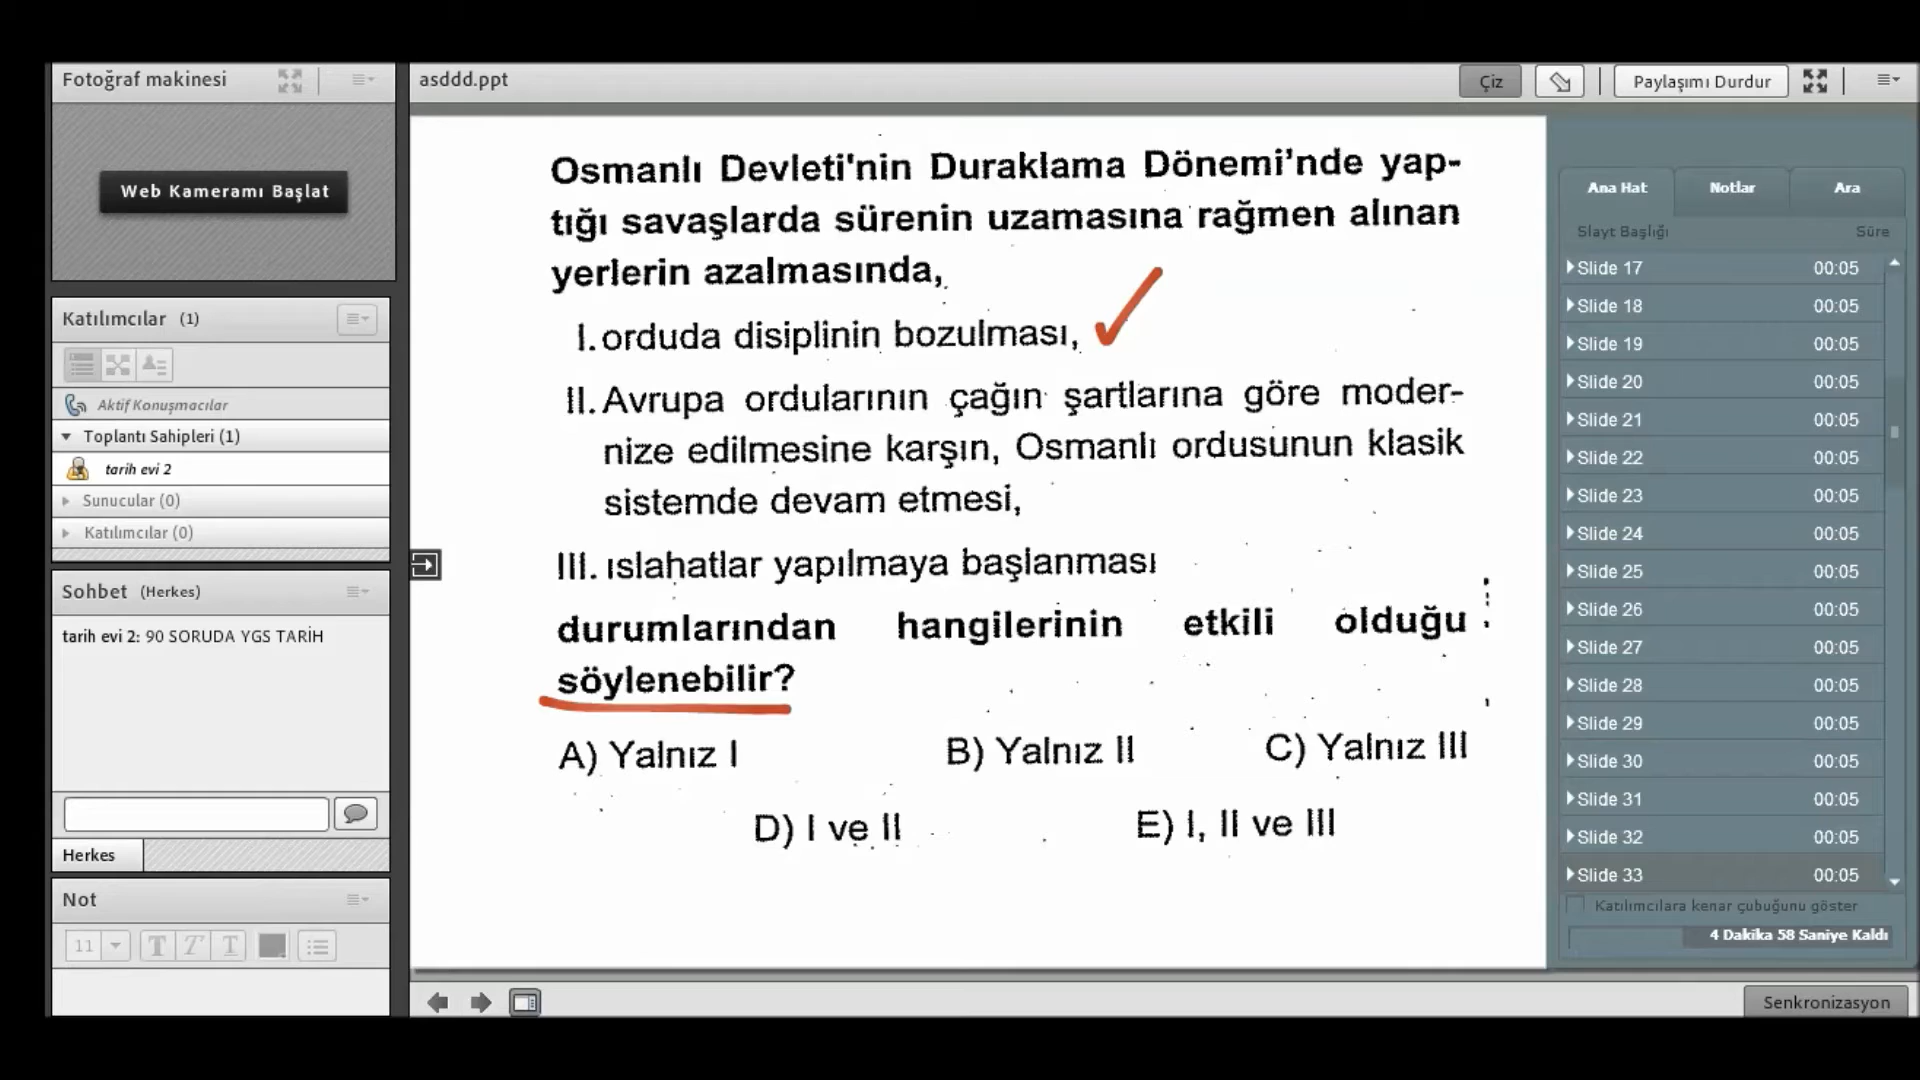 Fotoğraf makinesi
Web Kameramı Başlat
Katılımcılar (1)
Aktif Konuşmacılar
Toplantı Sahipleri (1)
tarih evi 2
Sunucular (0)
Katılımcılar (0)
Sohbet (Herkes)
tarih evi 2: 90 SORUDA YGS TARİH
Herkes
Not
11
T T T
asddd.ppt
Çiz
Paylaşımı Durdur
Osmanlı Devleti'nin Duraklama Dönemi'nde yap-
tığı savaşlarda sürenin uzamasına rağmen alınan
yerlerin azalmasında,
I. orduda disiplinin bozulması,
II. Avrupa ordularının çağın şartlarına göre moder-
nize edilmesine karşın, Osmanlı ordusunun klasik
sistemde devam etmesi,
III. ıslahatlar yapılmaya başlanması
durumlarından hangilerinin etkili olduğu
söylenebilir?
A) Yalnız I B) Yalnız II C) Yalnız III
D) I ve II E) I, II ve III
Ana Hat Notlar Ara
Slayt Başlığı Süre
Slide 17 00:05
Slide 18 00:05
Slide 19 00:05
Slide 20 00:05
Slide 21 00:05
Slide 22 00:05
Slide 23 00:05
Slide 24 00:05
Slide 25 00:05
Slide 26 00:05
Slide 27 00:05
Slide 28 00:05
Slide 29 00:05
Slide 30 00:05
Slide 31 00:05
Slide 32 00:05
Slide 33 00:05
Katılımcılara kenar çubuğunu göster
4 Dakika 58 Saniye Kaldı
Senkronizasyon